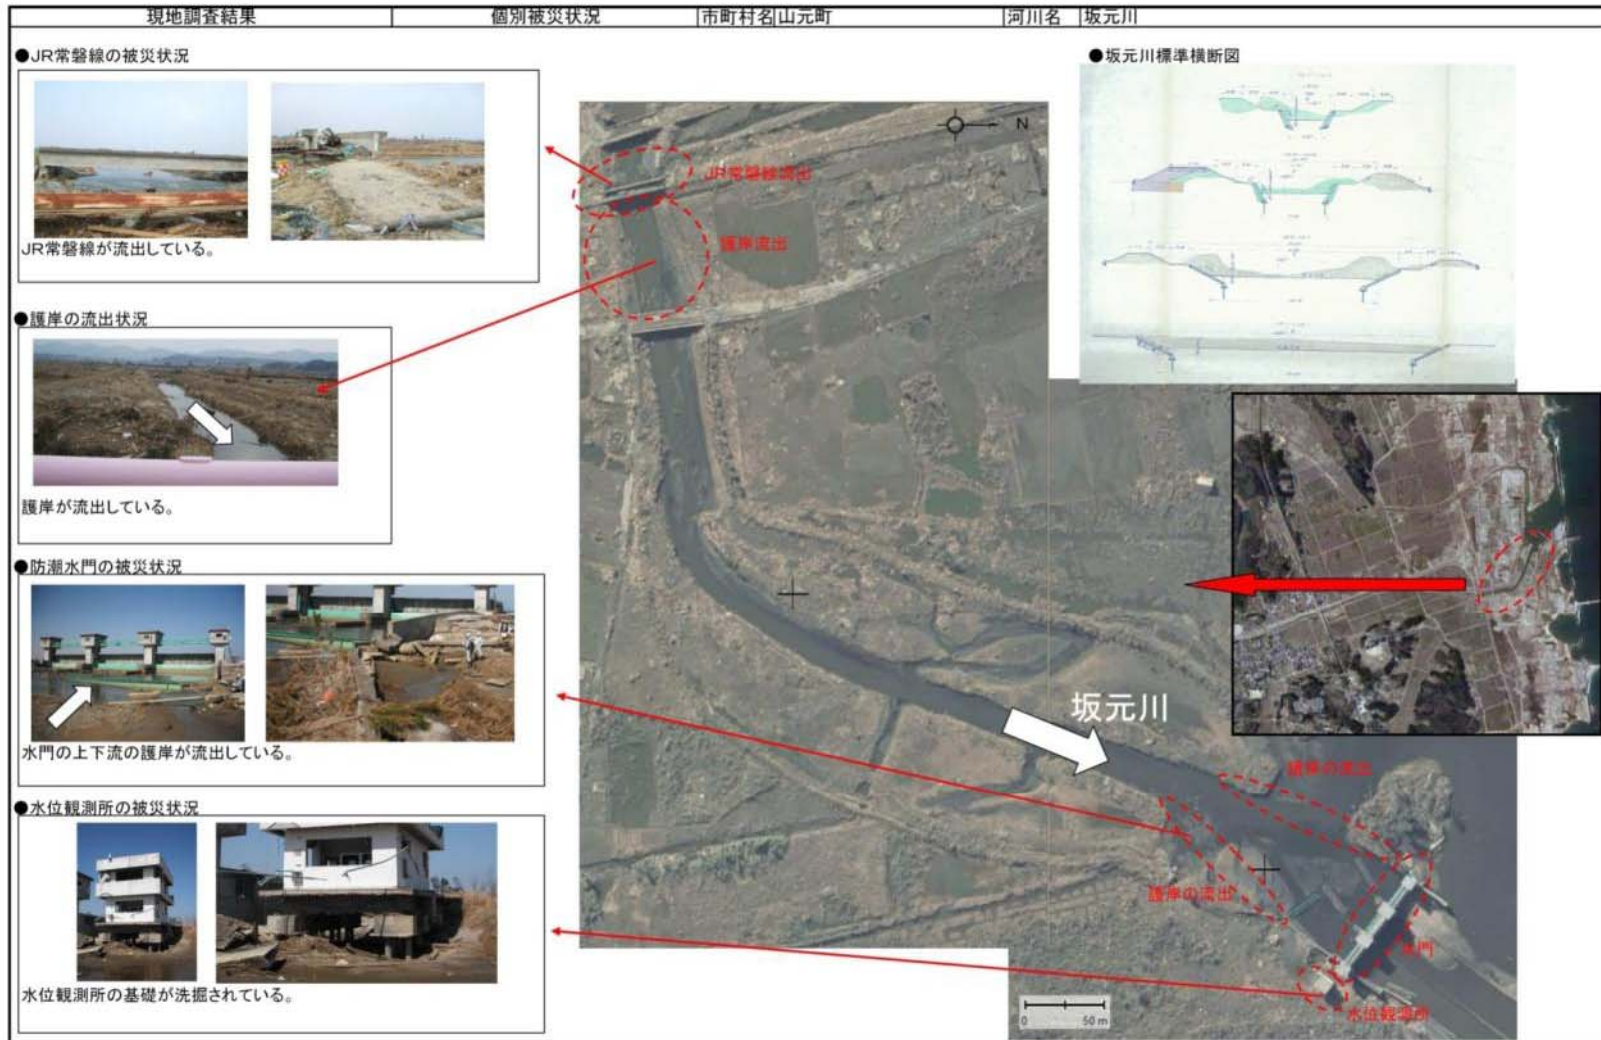 現地調査結果 個別被災状況 市町村名 山元町 河川名 坂元川
●JR常磐線の被災状況
JR常磐線が流出している。
●護岸の流出状況
護岸が流出している。
●防潮水門の被災状況
水門の上下流の護岸が流出している。
●水位観測所の被災状況
水位観測所の基礎が洗掘されている。
N
JR常磐線流出
護岸流出
坂元川
護岸の流出
護岸の流出
水門
水位観測所
0 50 m
●坂元川標準横断図